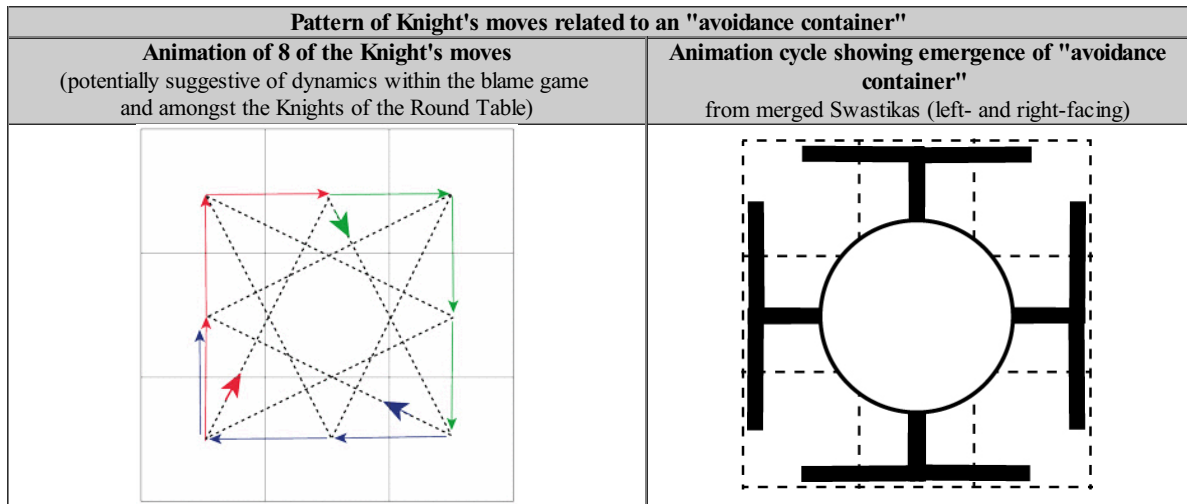 Pattern of Knight's moves related to an "avoidance container"
Animation of 8 of the Knight's moves
(potentially suggestive of dynamics within the blame game
and amongst the Knights of the Round Table)
Animation cycle showing emergence of "avoidance
container"
from merged Swastikas (left- and right-facing)